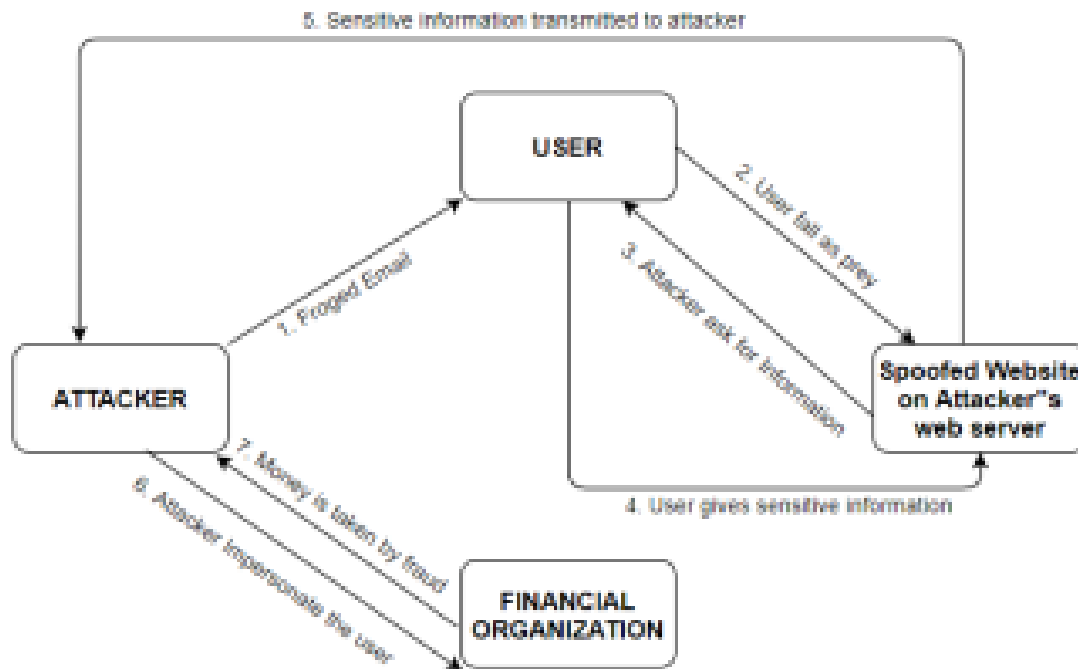 5. Sensitive information transmitted to attacker
USER
2. User fall as prey
1. Froged Email
3. Attacker ask for Information
ATTACKER
Spoofed Website
on Attacker"s
web server
7. Money is taken by fraud
4. User gives sensitive information
6. Attacker impersonate the user
FINANCIAL
ORGANIZATION